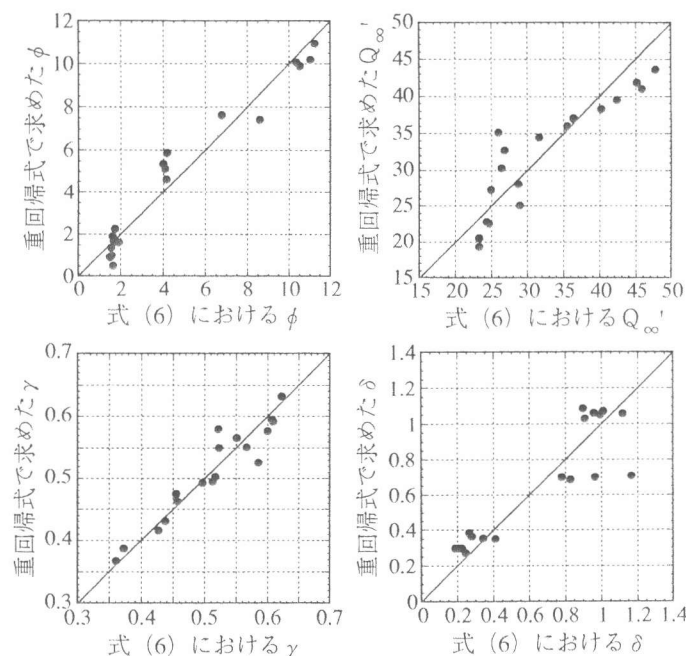 重回帰式で求めたφ
12
10
8
6
4
2
0
0 2 4 6 8 10 12
式（6）におけるφ
重回帰式で求めたQ∞'
50
45
40
35
30
25
20
15
15 20 25 30 35 40 45 50
式（6）におけるQ∞'
重回帰式で求めたγ
0.7
0.6
0.5
0.4
0.3
0.3 0.4 0.5 0.6 0.7
式（6）におけるγ
重回帰式で求めたδ
1.4
1.2
1.0
0.8
0.6
0.4
0.2
0
0 0.2 0.4 0.6 0.8 1 1.2 1.4
式（6）におけるδ